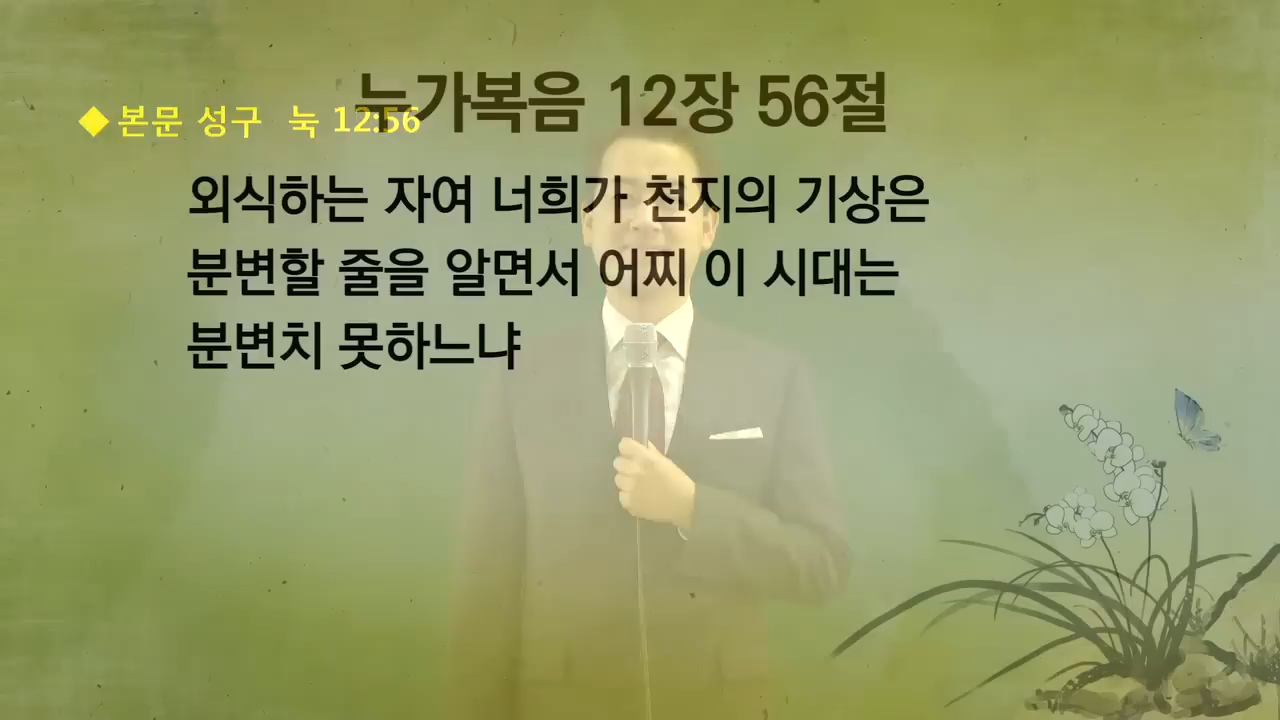 누가복음 12장 56절
◆ 본문 성구 눅 12:56
외식하는 자여 너희가 천지의 기상은
분변할 줄을 알면서 어찌 이 시대는
분변치 못하느냐